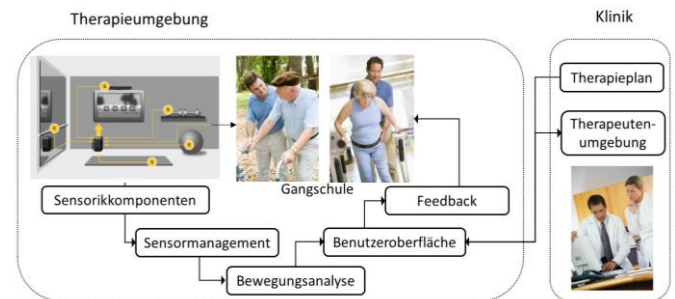 Therapieumgebung
Klinik
Therapieplan
Therapeuten-
umgebung
Gangschule
Sensorikkomponenten
Feedback
Sensormanagement
Benutzeroberfläche
Bewegungsanalyse